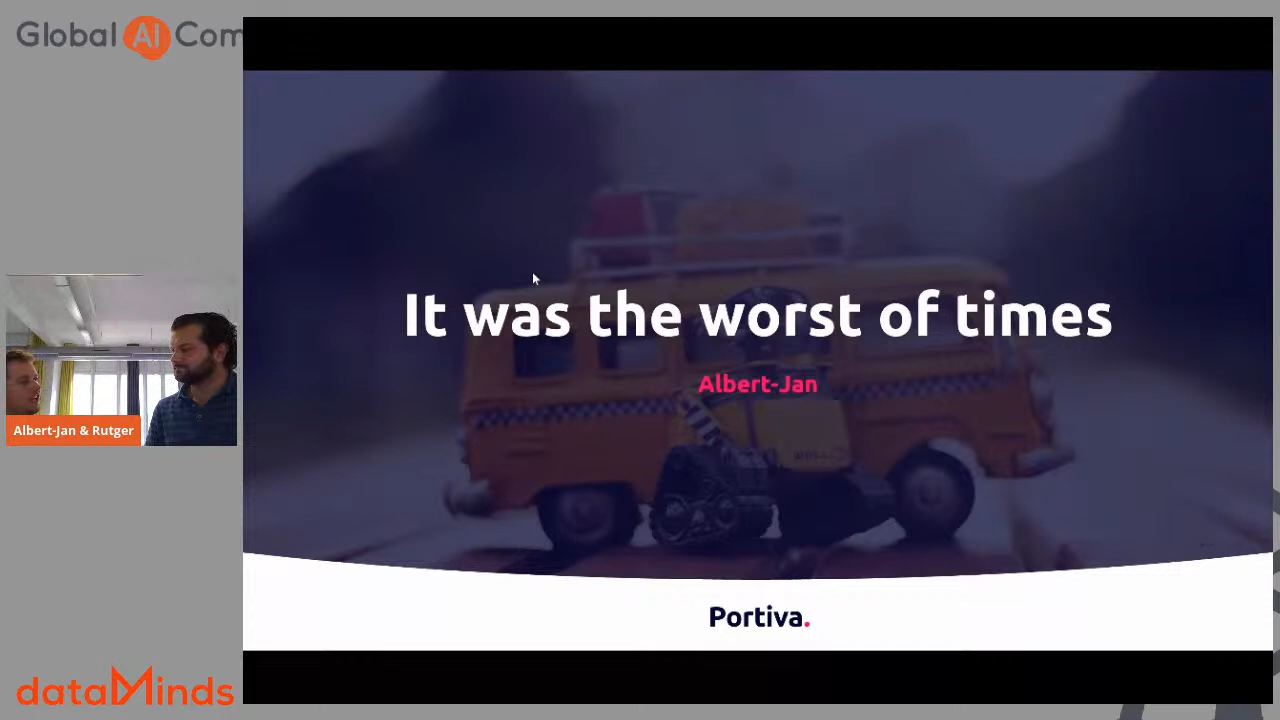 Global AI Com
It was the worst of times
Albert-Jan
Albert-Jan & Rutger
Portiva.
dataMinds